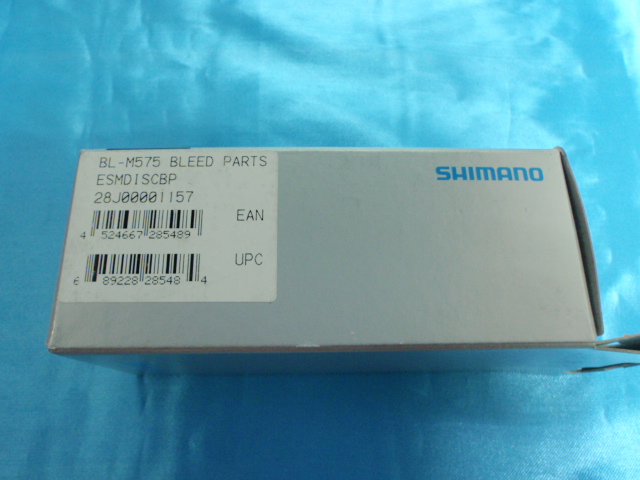 BL-M575 BLEED PARTS
ESMDISCBP
28J00001157
EAN
4 524667 285489
UPC
6 89228 28548 4
SHIMANO